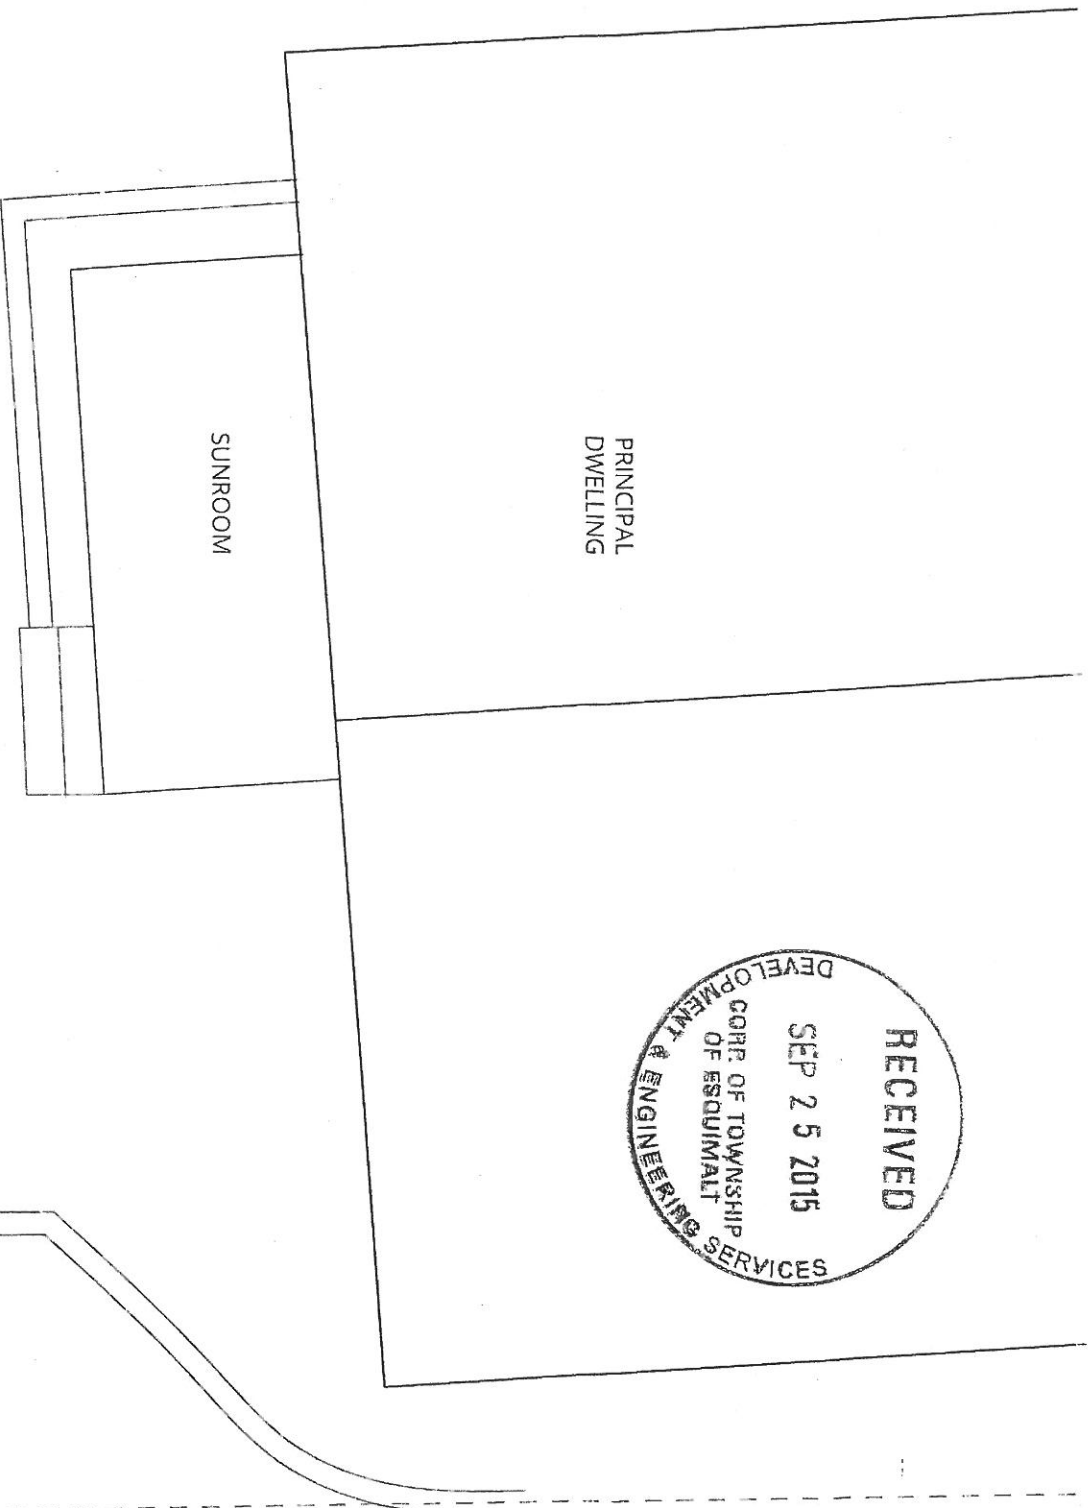 PRINCIPAL
DWELLING
SUNROOM
RECEIVED
SEP 25 2015
CORP. OF TOWNSHIP
OF ESQUIMALT
DEVELOPMENT & ENGINEERING SERVICES